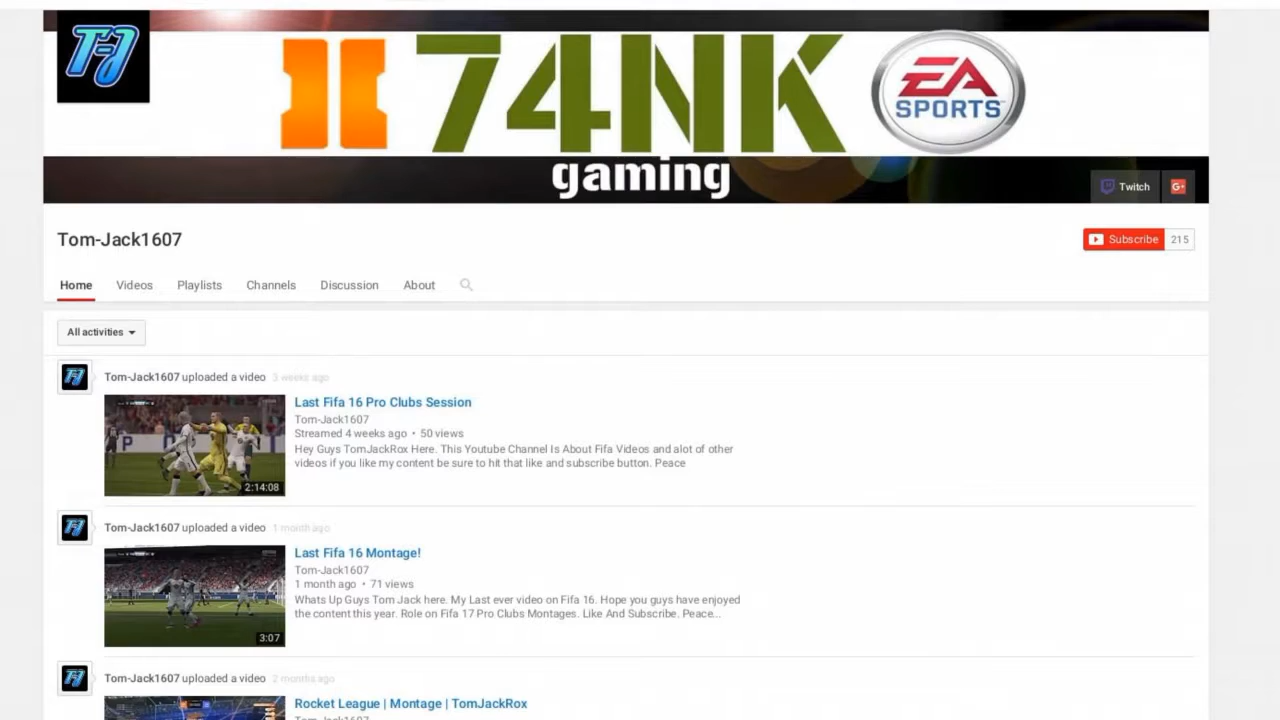 T-J
74NK
EA
SPORTS
gaming
Twitch
G+
Tom-Jack1607
Subscribe 215
Home Videos Playlists Channels Discussion About
All activities
Tom-Jack1607 uploaded a video 3 weeks ago
Last Fifa 16 Pro Clubs Session
Tom-Jack1607
Streamed 4 weeks ago • 50 views
Hey Guys TomJackRox Here. This Youtube Channel Is About Fifa Videos and alot of other
videos if you like my content be sure to hit that like and subscribe button. Peace
2:14:08
Tom-Jack1607 uploaded a video 1 month ago
Last Fifa 16 Montage!
Tom-Jack1607
1 month ago • 71 views
Whats Up Guys Tom Jack here. My Last ever video on Fifa 16. Hope you guys have enjoyed
the content this year. Role on Fifa 17 Pro Clubs Montages. Like And Subscribe. Peace...
3:07
Tom-Jack1607 uploaded a video 2 months ago
Rocket League | Montage | TomJackRox
Tom-Jack1607